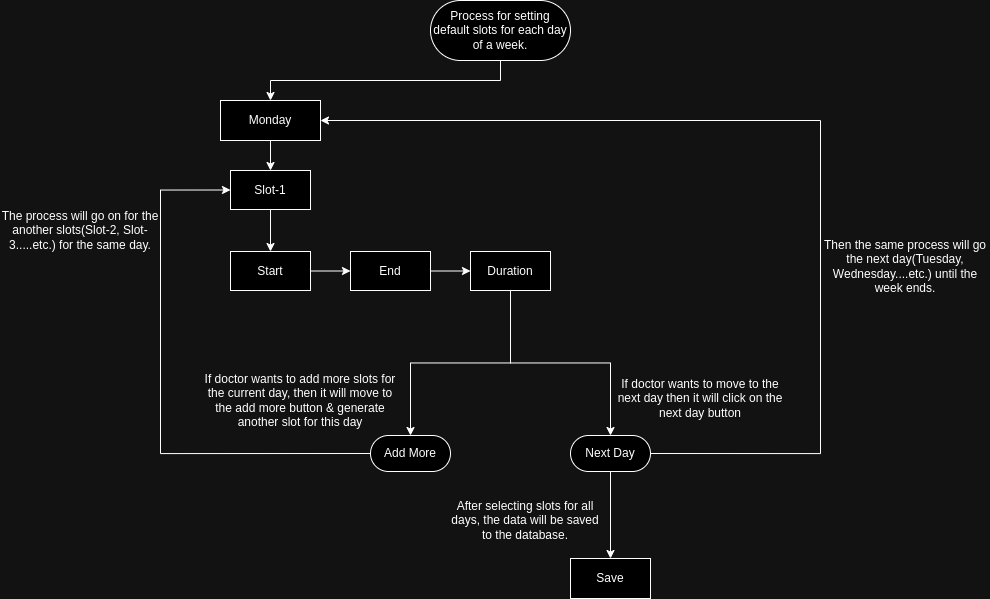 Process for setting
default slots for each day
of a week.
Monday
Slot-1
The process will go on for the
another slots(Slot-2, Slot-
3.....etc.) for the same day.
Start
End
Duration
Then the same process will go
the next day(Tuesday,
Wednesday....etc.) until the
week ends.
If doctor wants to add more slots for
the current day, then it will move to
the add more button & generate
another slot for this day
If doctor wants to move to the
next day then it will click on the
next day button
Add More
Next Day
After selecting slots for all
days, the data will be saved
to the database.
Save